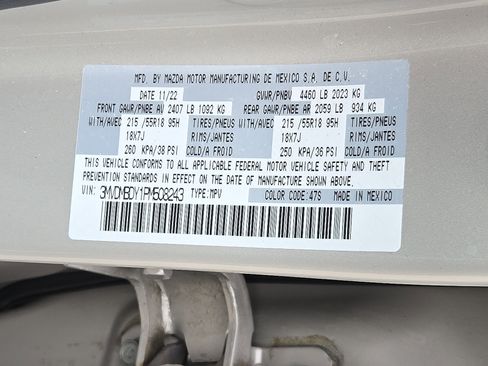 MFD. BY MAZDA MOTOR MANUFACTURING DE MEXICO S.A. DE C.V.
DATE 11/22 GVWR/PNBV 4460 LB 2023 KG
FRONT GAWR/PNBE AV 2407 LB 1092 KG REAR GAWR/PNBE AR 2059 LB 934 KG
WITH/AVEC 215 /55R18 95H TIRES/PNEUS WITH/AVEC 215 /55R18 95H TIRES/PNEUS
18X7J RIMS/JANTES 18X7J RIMS/JANTES
260 KPA/38 PSI COLD/A FROID 250 KPA/36 PSI COLD/A FROID
THIS VEHICLE CONFORMS TO ALL APPLICABLE FEDERAL MOTOR VEHICLE SAFETY AND THEFT
PREVENTION STANDARDS IN EFFECT ON THE DATE OF MANUFACTURE SHOWN ABOVE.
VIN: 3MVDMBDY1PM508243 TYPE:MPV COLOR CODE:47S MADE IN MEXICO